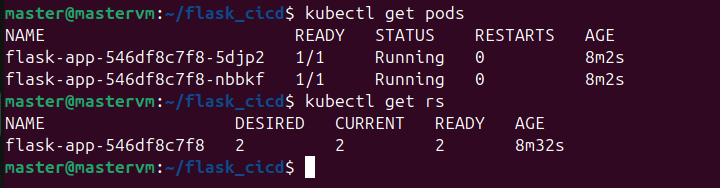 master@mastervm:~/flask_cicd$ kubectl get pods
NAME READY STATUS RESTARTS AGE
flask-app-546df8c7f8-5djp2 1/1 Running 0 8m2s
flask-app-546df8c7f8-nbbkf 1/1 Running 0 8m2s
master@mastervm:~/flask_cicd$ kubectl get rs
NAME DESIRED CURRENT READY AGE
flask-app-546df8c7f8 2 2 2 8m32s
master@mastervm:~/flask_cicd$